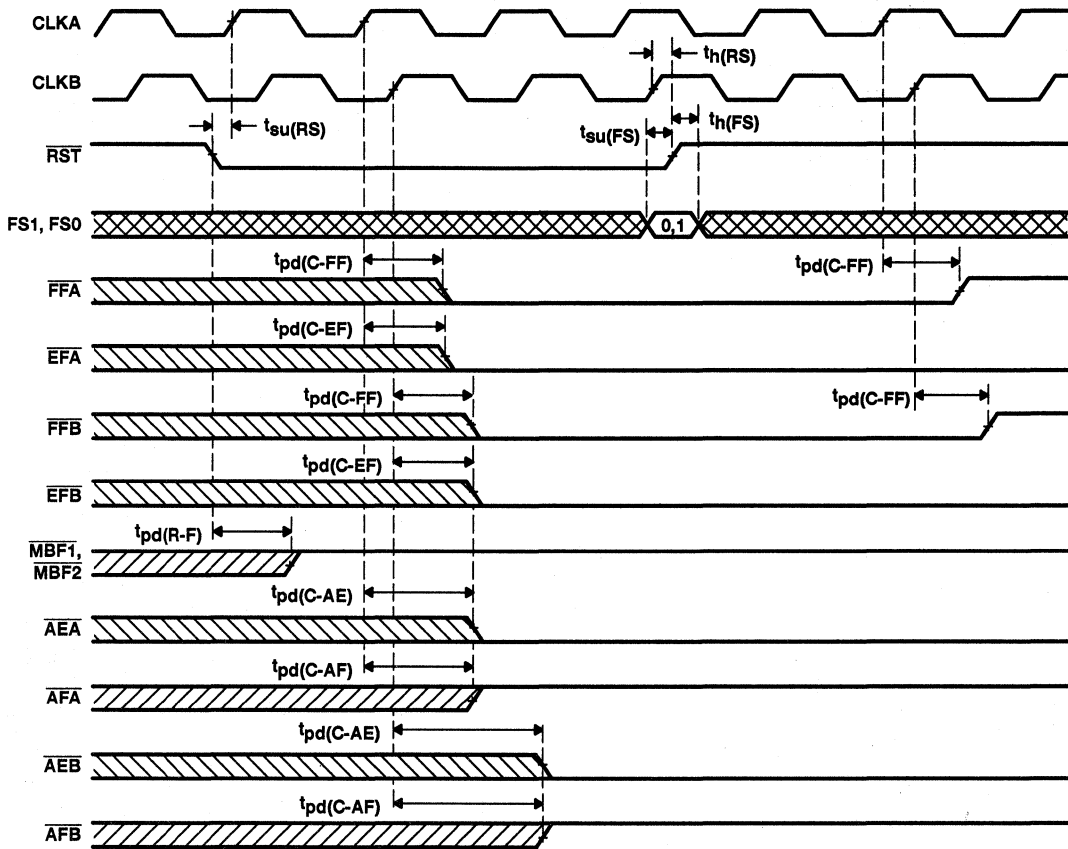 CLKA
th(RS)
CLKB
tsu(RS)
tsu(FS)
th(FS)
RST
FS1, FS0
0,1
tpd(C-FF)
tpd(C-FF)
FFA
tpd(C-EF)
EFA
tpd(C-FF)
tpd(C-FF)
FFB
tpd(C-EF)
EFB
tpd(R-F)
MBF1,
MBF2
tpd(C-AE)
AEA
tpd(C-AF)
AFA
tpd(C-AE)
AEB
tpd(C-AF)
AFB